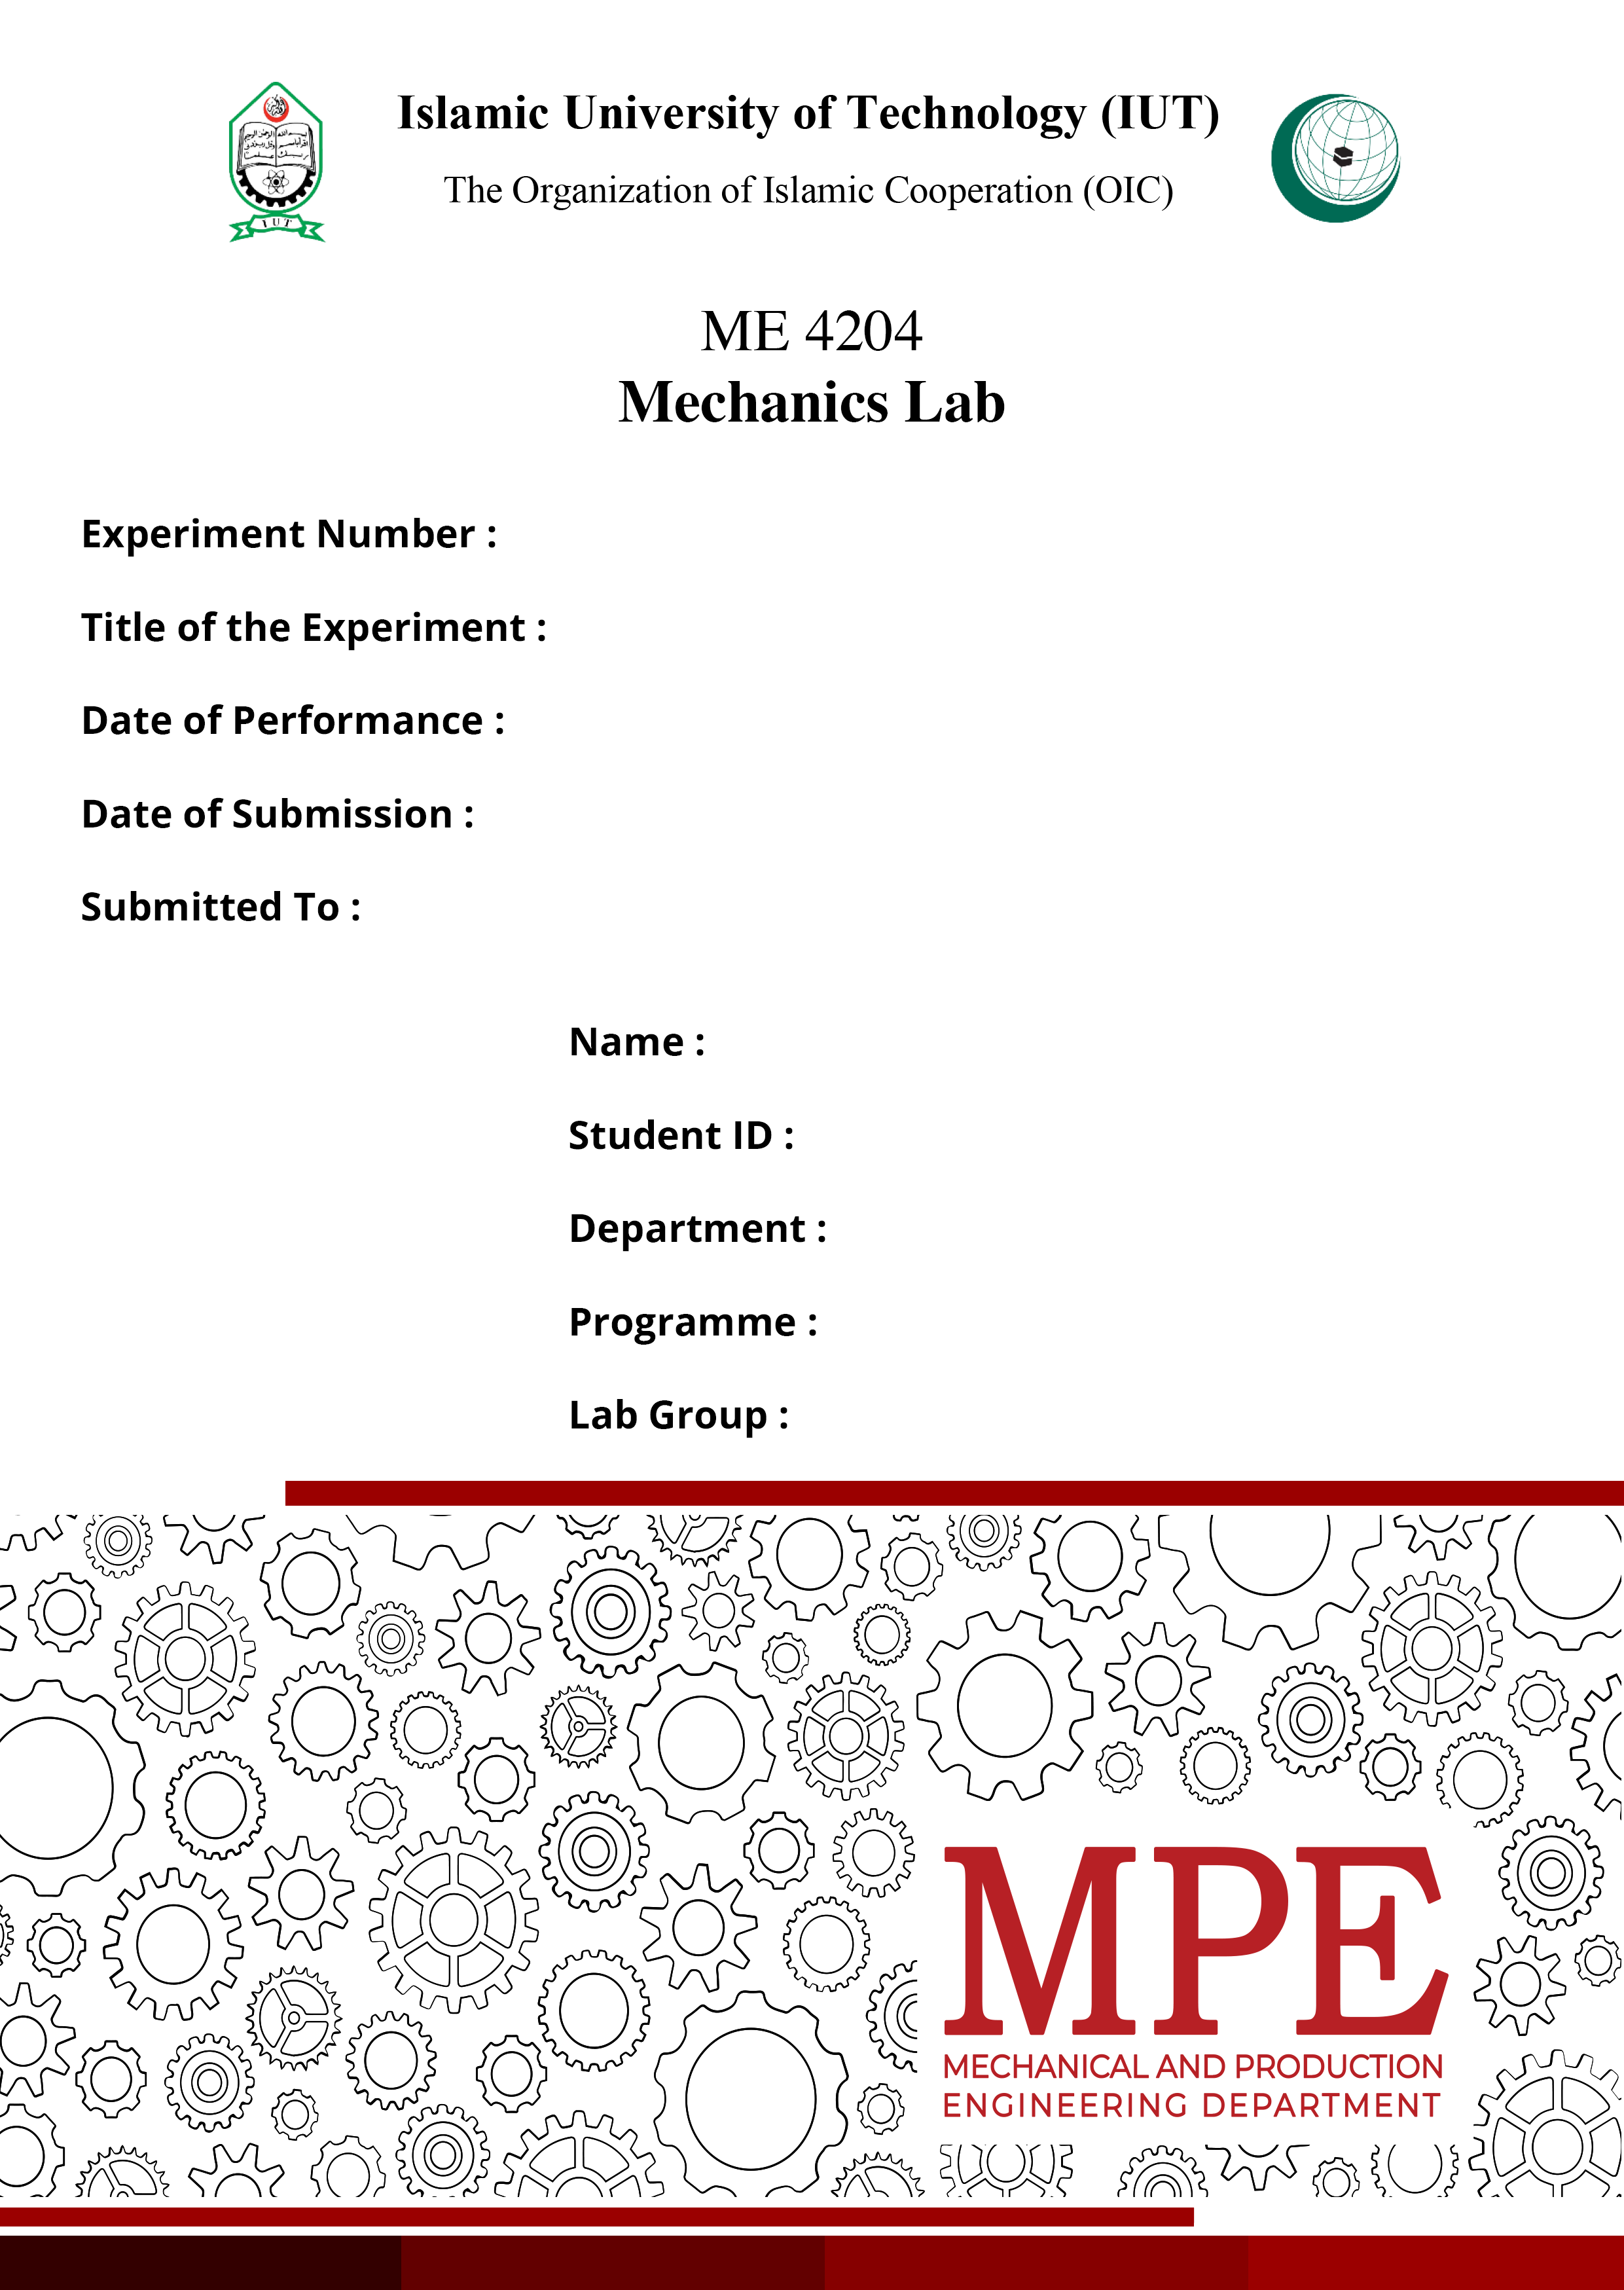 Islamic University of Technology (IUT)
The Organization of Islamic Cooperation (OIC)
I U T
ME 4204
Mechanics Lab
Experiment Number :
Title of the Experiment :
Date of Performance :
Date of Submission :
Submitted To :
Name :
Student ID :
Department :
Programme :
Lab Group :
MPE
MECHANICAL AND PRODUCTION
ENGINEERING DEPARTMENT